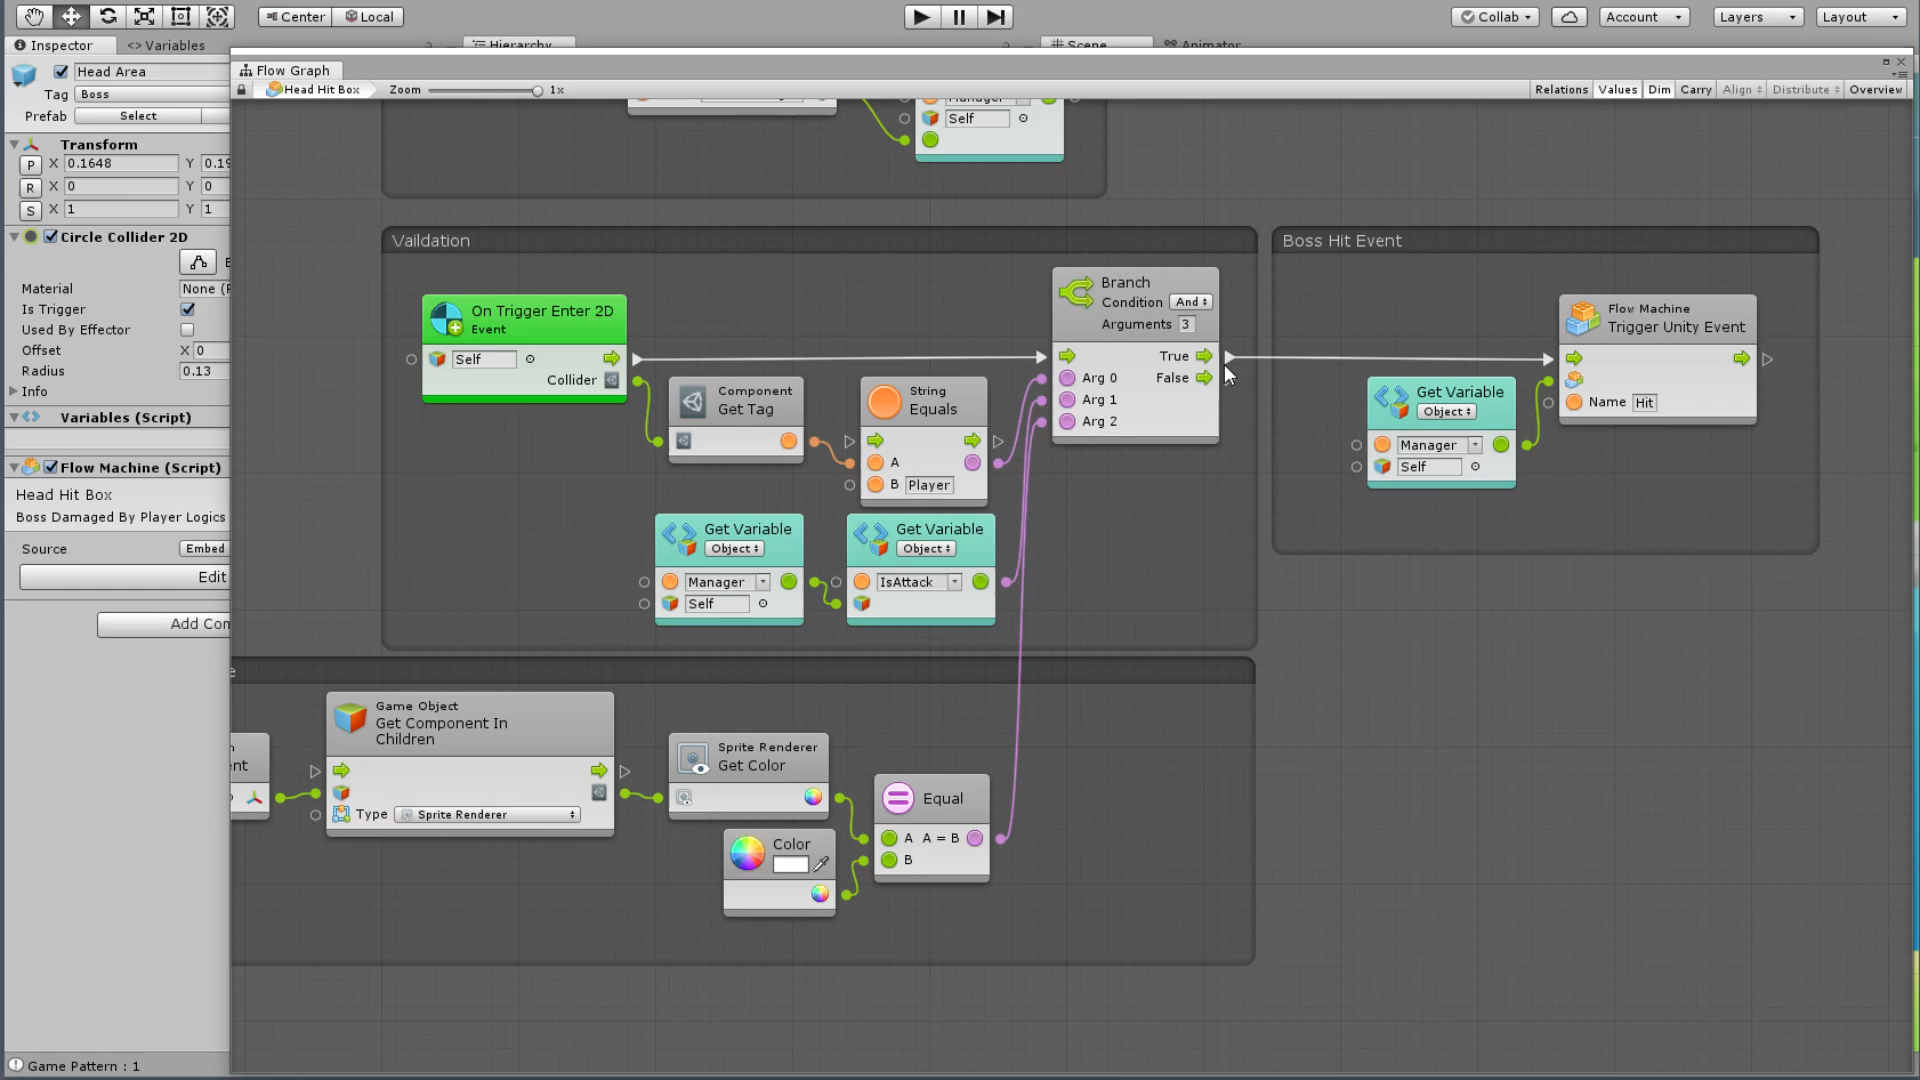 Center
Local
Collab
Account
Layers
Layout
Inspector
<> Variables
Hierarchy
Scene
Animator
Flow Graph
Head Hit Box
Zoom
1x
Relations
Values
Dim
Carry
Align
Distribute
Overview
Head Area
Tag Boss
Prefab Select
Transform
P X 0.1648 Y 0.19
R X 0 Y 0
S X 1 Y 1
Circle Collider 2D
Material None (P
Is Trigger
Used By Effector
Offset X 0
Radius 0.13
Info
Variables (Script)
Flow Machine (Script)
Head Hit Box
Boss Damaged By Player Logics
Source Embed
Edit
Add Com
Game Pattern : 1
Manager
Self
Vaildation
On Trigger Enter 2D
Event
Self
Collider
Component
Get Tag
String
Equals
A
B Player
Branch
Condition And
Arguments 3
True
Arg 0 False
Arg 1
Arg 2
Get Variable
Object
Manager
Self
Get Variable
Object
IsAttack
Boss Hit Event
Flow Machine
Trigger Unity Event
Name Hit
Get Variable
Object
Manager
Self
e
nt
Game Object
Get Component In
Children
Type Sprite Renderer
Sprite Renderer
Get Color
Color
Equal
A A = B
B